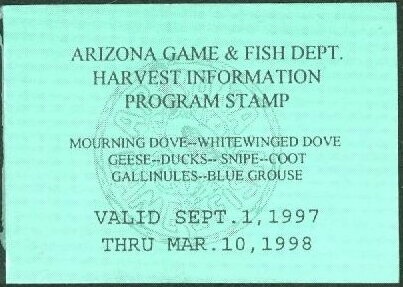 ARIZONA GAME & FISH DEPT.
HARVEST INFORMATION
PROGRAM STAMP
MOURNING DOVE--WHITEWINGED DOVE
GEESE--DUCKS-- SNIPE--COOT
GALLINULES--BLUE GROUSE
VALID SEPT.1,1997
THRU MAR.10,1998